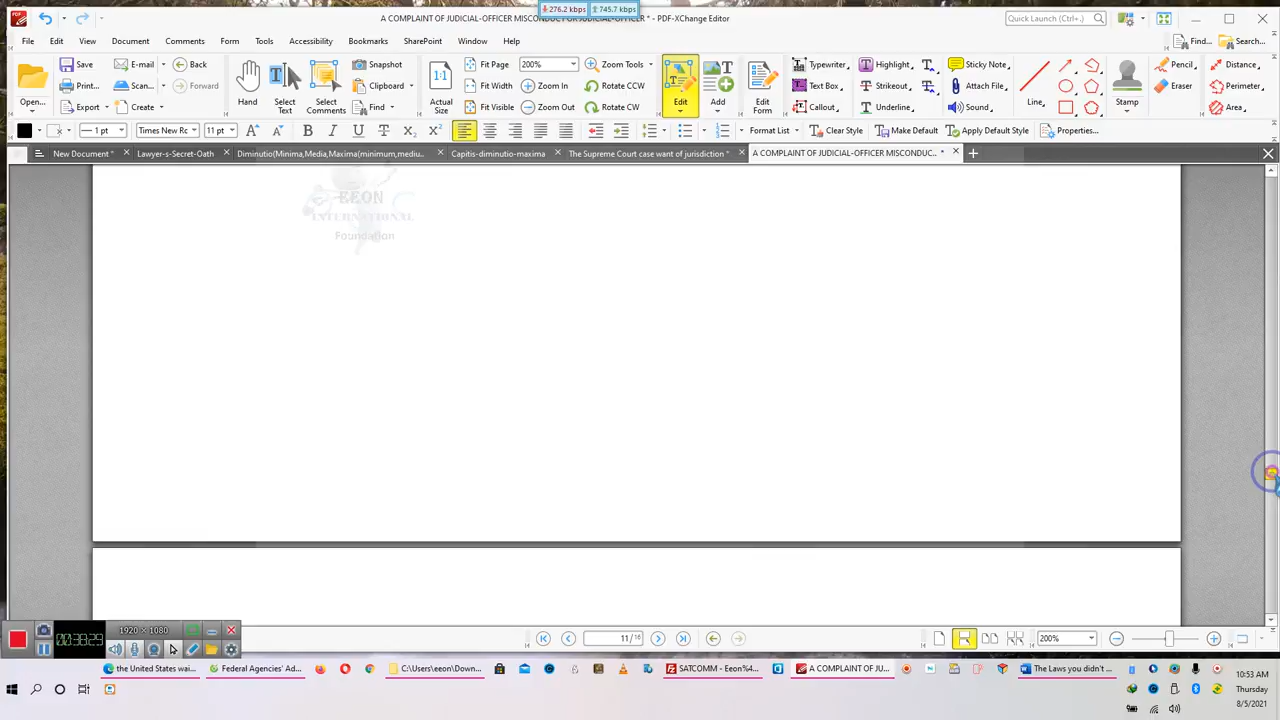 276.2 kbps 745.7 kbps
A COMPLAINT OF JUDICIAL-OFFICER MISCONDUCT FOR JUDICIAL-OFFICER * - PDF-XChange Editor
Quick Launch (Ctrl+.)
File Edit View Document Comments Form Tools Accessibility Bookmarks SharePoint Window Help
Find... Search...
Open... Save E-mail Back
Print... Scan... Forward
Export Create
Hand Select Text Select Comments
Snapshot
Clipboard
Find
1:1 Actual Size
Fit Page 200% Zoom Tools
Fit Width Zoom In Rotate CCW
Fit Visible Zoom Out Rotate CW
Edit Add Edit Form
Typewriter Highlight Sticky Note
Text Box Strikeout Attach File
Callout Underline Sound
Line Stamp
Pencil Distance
Eraser Perimeter
Area
1 pt Times New Ro 11 pt
Format List Clear Style Make Default Apply Default Style Properties...
New Document * Lawyer-s-Secret-Oath Diminutio(Minima,Media,Maxima(minimum,mediu... Capitis-diminutio-maxima The Supreme Court case want of jurisdiction * A COMPLAINT OF JUDICIAL-OFFICER MISCONDUC... *
EEON
INTERNATIONAL
Foundation
1920 × 1080
11 / 16
200%
the United States wai... Federal Agencies' Ad... C:\Users\eeon\Down... SATCOMM - Eeon%4... A COMPLAINT OF JU... The Laws you didn't ...
10:53 AM
Thursday
8/5/2021